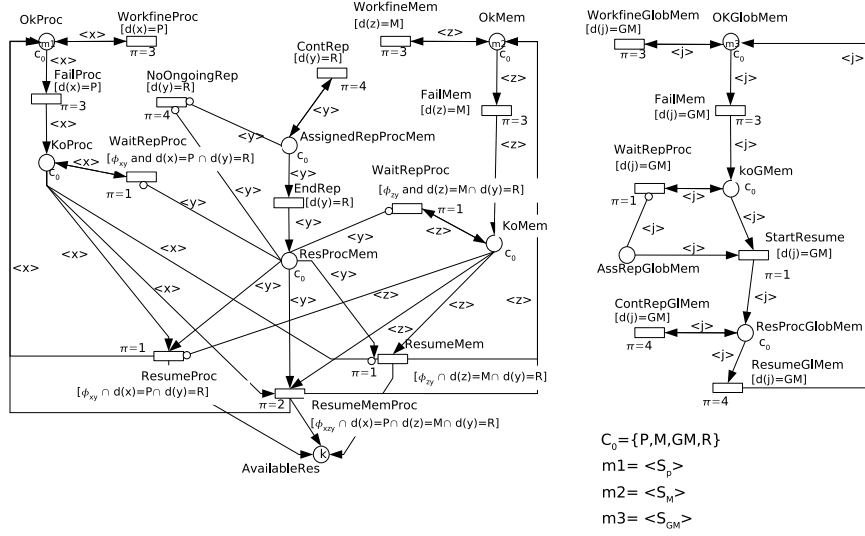 OkProc
m1
C₀
<x>
WorkfineProc
[d(x)=P]
π=3
<x>
FailProc
[d(x)=P]
π=3
<x>
KoProc
C₀
<x>
WaitRepProc
[ϕxy and d(x)=P ∩ d(y)=R]
π=1
NoOngoingRep
[d(y)=R]
π=4
ContRep
[d(y)=R]
π=4
<y>
<y>
AssignedRepProcMem
C₀
<y>
EndRep
[d(y)=R]
<y>
<y>
<y>
ResProcMem
C₀
WorkfineMem
[d(z)=M]
π=3
<z>
OkMem
m2
C₀
<z>
FailMem
[d(z)=M]
π=3
<z>
WaitRepProc
[ϕzy and d(z)=M∩ d(y)=R]
π=1
<z>
KoMem
C₀
<y>
<x>
<x>
<x>
<y>
<y>
<y>
<z>
<z>
<z>
π=1
ResumeProc
[ϕxy ∩ d(x)=P∩ d(y)=R]
π=1
ResumeMem
[ϕzy ∩ d(z)=M∩ d(y)=R]
π=2
ResumeMemProc
[ϕxzy ∩ d(x)=P∩ d(z)=M∩ d(y)=R]
k
AvailableRes
WorkfineGlobMem
[d(j)=GM]
π=3
<j>
OKGlobMem
m3
C₀
<j>
<j>
FailMem
[d(j)=GM]
π=3
<j>
WaitRepProc
[d(j)=GM]
π=1
<j>
koGMem
C₀
<j>
<j>
AssRepGlobMem
<j>
StartResume
[d(j)=GM]
π=1
<j>
ContRepGlMem
[d(j)=GM]
π=4
<j>
ResProcGlobMem
C₀
<j>
ResumeGlMem
[d(j)=GM]
π=4
C₀={P,M,GM,R}
m1= <Sp>
m2= <SM>
m3= <SGM>